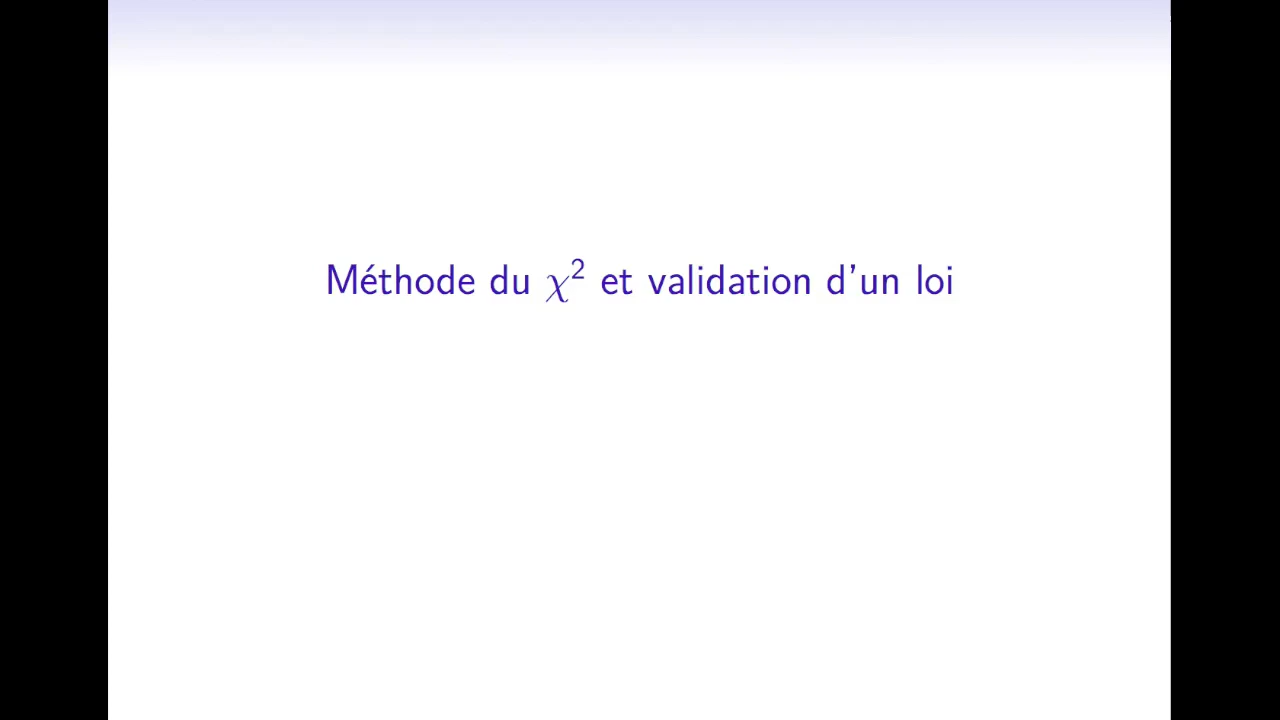 Méthode du χ² et validation d'un loi